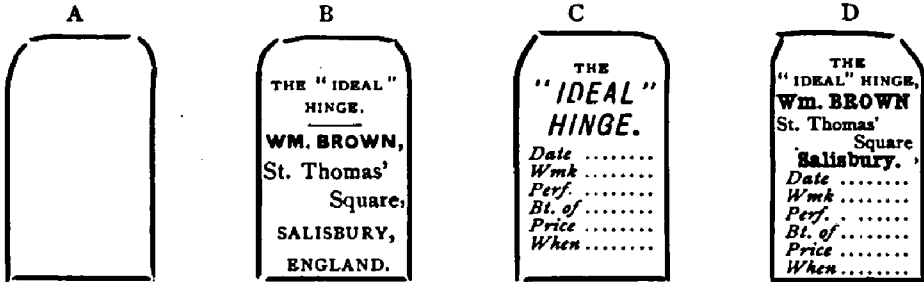 A B C D
THE "IDEAL"
HINGE.
WM. BROWN,
St. Thomas'
Square,
SALISBURY,
ENGLAND.
THE
"IDEAL"
HINGE.
Date ........
Wmk ........
Perf. ........
Bt. of ........
Price ........
When ........
THE
"IDEAL" HINGE,
Wm. BROWN
St. Thomas'
Square
Salisbury.
Date ........
Wmk ........
Perf. ........
Bt. of ........
Price ........
When ........